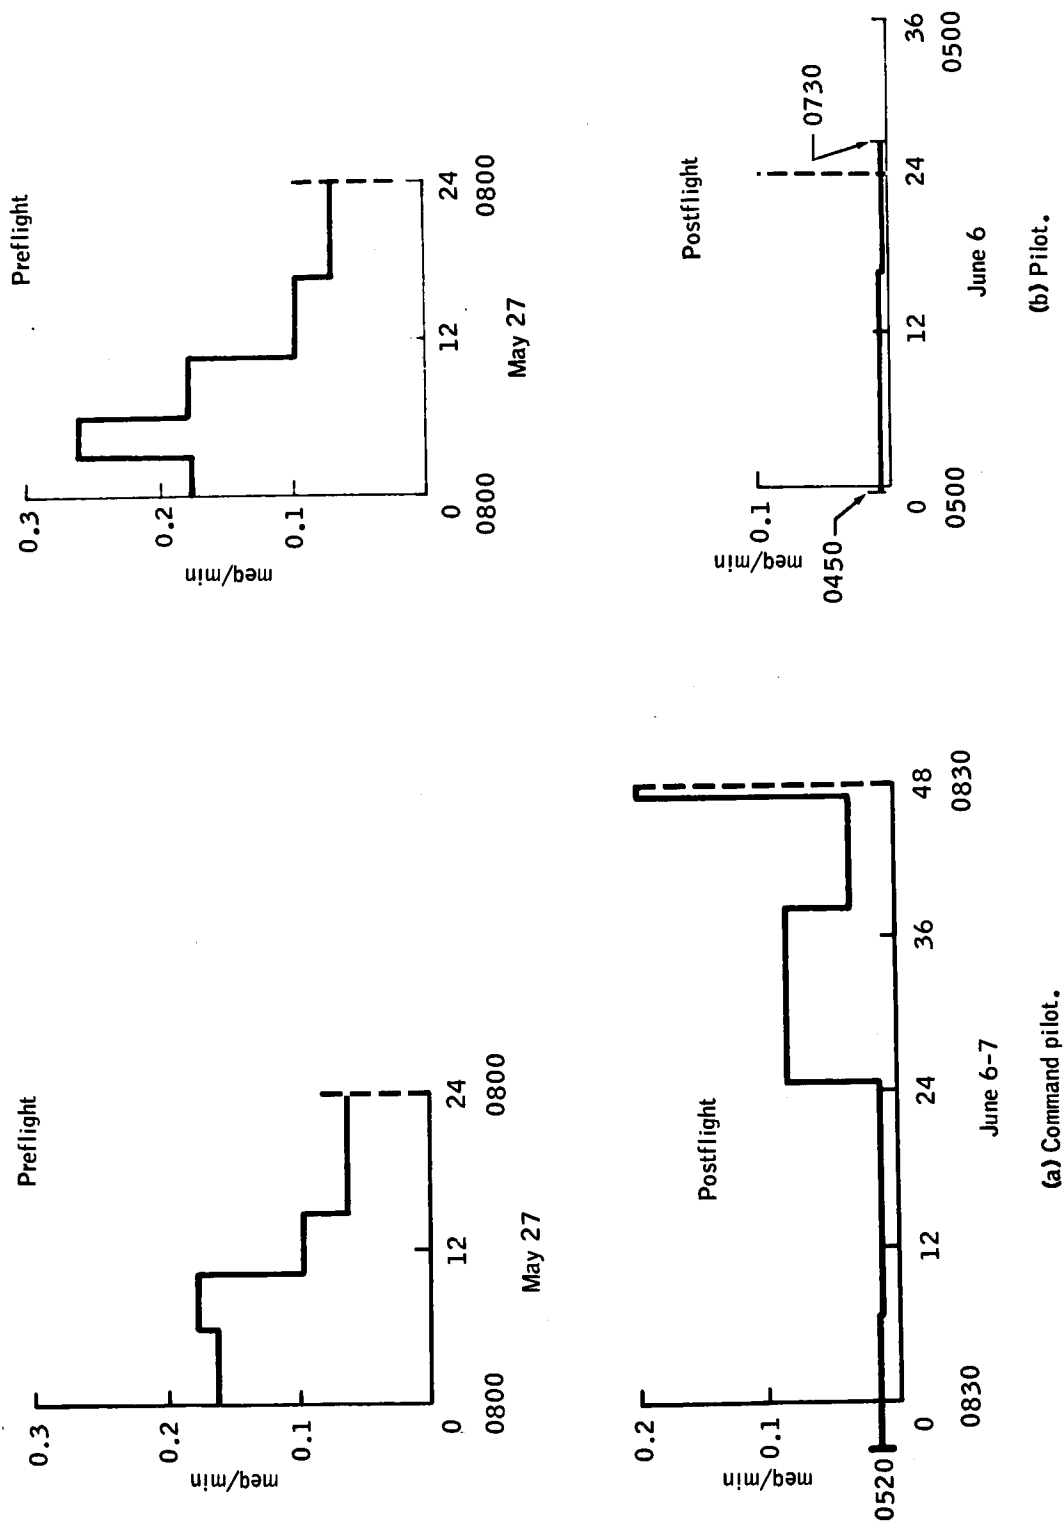 Preflight
0.3
0.2
0.1
meq/min
0 12 24
0800 0800
May 27
Postflight
0.2
0.1
meq/min
0520
0 12 24 36 48
0830 0830
June 6-7
(a) Command pilot.
Preflight
0.3
0.2
0.1
meq/min
0 12 24
0800 0800
May 27
Postflight
0.1
meq/min
0450
0730
0 12 24 36
0500 0500
June 6
(b) Pilot.